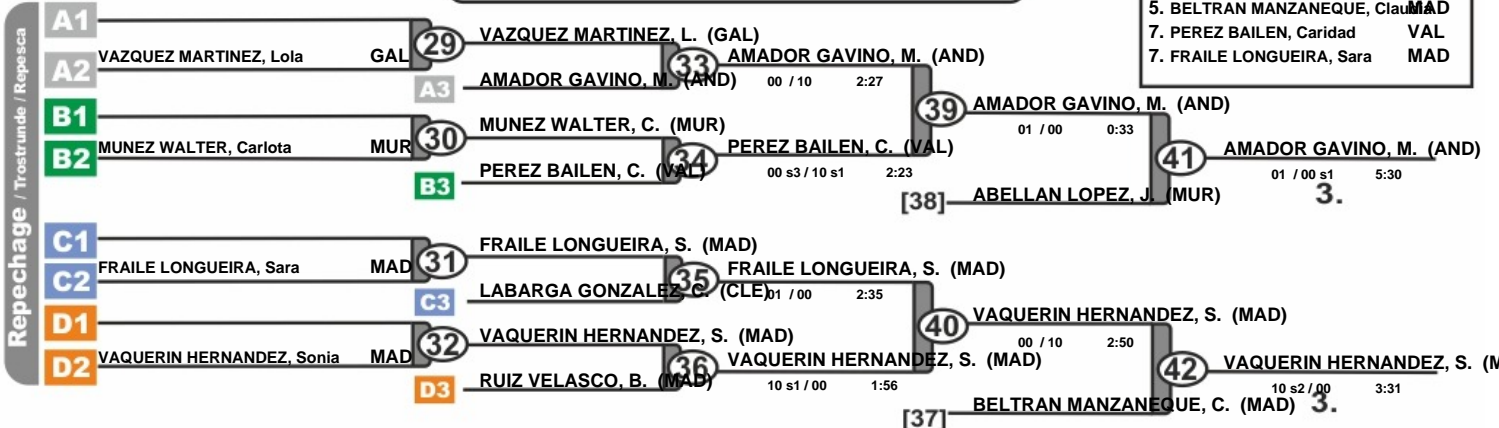 5. BELTRAN MANZANEQUE, Claudia MAD
7. PEREZ BAILEN, Caridad VAL
7. FRAILE LONGUEIRA, Sara MAD
Repechage / Trostrunde / Repesca
A1
A2
VAZQUEZ MARTINEZ, Lola GAL
29
VAZQUEZ MARTINEZ, L. (GAL)
A3
AMADOR GAVINO, M. (AND)
33
AMADOR GAVINO, M. (AND)
00 / 10 2:27
B1
B2
MUNEZ WALTER, Carlota MUR
30
MUNEZ WALTER, C. (MUR)
B3
PEREZ BAILEN, C. (VAL)
34
PEREZ BAILEN, C. (VAL)
00 s3 / 10 s1 2:23
39
AMADOR GAVINO, M. (AND)
01 / 00 0:33
[38]
ABELLAN LOPEZ, J. (MUR)
41
AMADOR GAVINO, M. (AND)
01 / 00 s1 5:30
3.
C1
C2
FRAILE LONGUEIRA, Sara MAD
31
FRAILE LONGUEIRA, S. (MAD)
C3
LABARGA GONZALEZ, C. (CLE)
35
FRAILE LONGUEIRA, S. (MAD)
01 / 00 2:35
D1
D2
VAQUERIN HERNANDEZ, Sonia MAD
32
VAQUERIN HERNANDEZ, S. (MAD)
D3
RUIZ VELASCO, B. (MAD)
36
VAQUERIN HERNANDEZ, S. (MAD)
10 s1 / 00 1:56
40
VAQUERIN HERNANDEZ, S. (MAD)
00 / 10 2:50
[37]
BELTRAN MANZANEQUE, C. (MAD)
42
VAQUERIN HERNANDEZ, S. (M
10 s2 / 00 3:31
3.